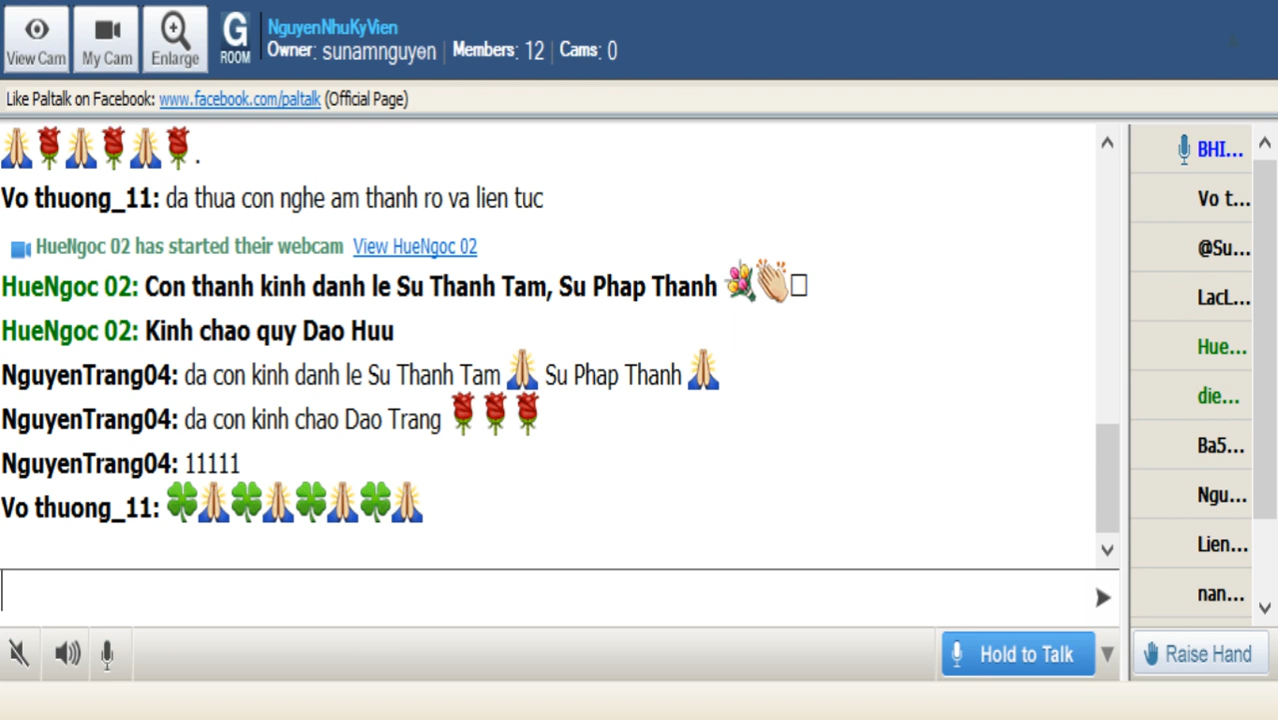 View Cam
My Cam
Enlarge
G
ROOM
NguyenNhuKyVien
Owner: sunamnguyen | Members: 12 | Cams: 0
Like Paltalk on Facebook: www.facebook.com/paltalk (Official Page)
🙏🌹🙏🌹🙏🌹.
Vo thuong_11: da thua con nghe am thanh ro va lien tuc
HueNgoc 02 has started their webcam View HueNgoc 02
HueNgoc 02: Con thanh kinh danh le Su Thanh Tam, Su Phap Thanh 💐👏□
HueNgoc 02: Kinh chao quy Dao Huu
NguyenTrang04: da con kinh danh le Su Thanh Tam 🙏 Su Phap Thanh 🙏
NguyenTrang04: da con kinh chao Dao Trang 🌹🌹🌹
NguyenTrang04: 11111
Vo thuong_11: 🍀🙏🍀🙏🍀🙏🍀🙏
BHI...
Vo t...
@Su...
LacL...
Hue...
die...
Ba5...
Ngu...
Lien...
nan...
Hold to Talk
Raise Hand